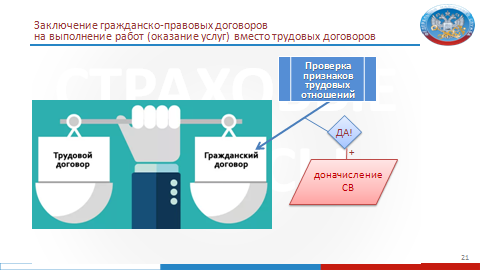 Заключение гражданско-правовых договоров
на выполнение работ (оказание услуг) вместо трудовых договоров
Проверка
признаков
трудовых
отношений
Трудовой
договор
Гражданский
договор
ДА!
+
доначисление
СВ
21